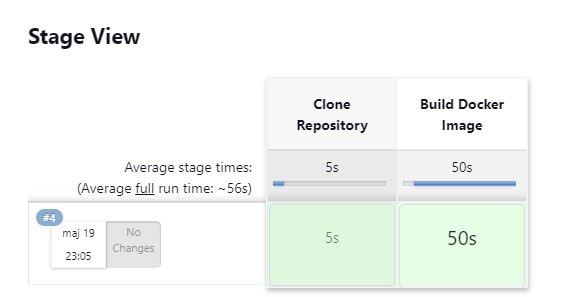 Stage View
Clone Repository
Build Docker Image
Average stage times:
5s
50s
(Average full run time: ~56s)
#4
maj 19
23:05
No Changes
5s
50s